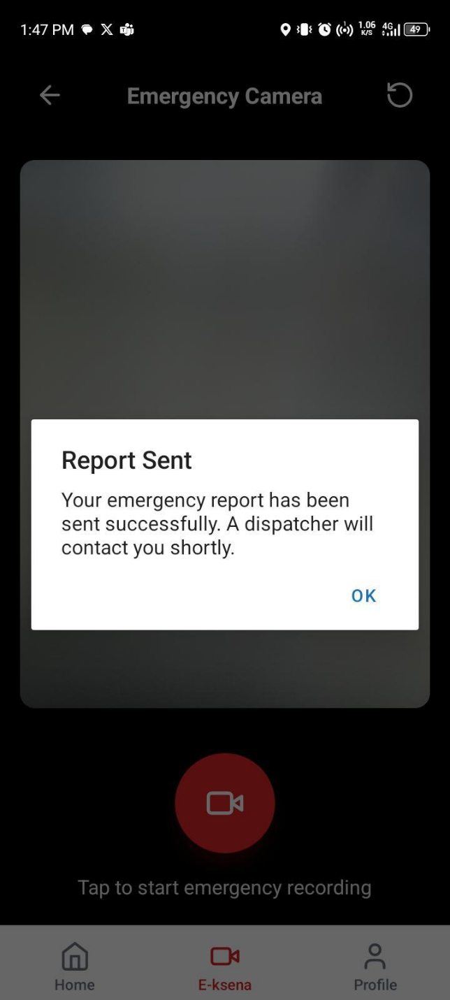 1:47 PM
1.06
K/S
4G
49
Emergency Camera
Report Sent
Your emergency report has been
sent successfully. A dispatcher will
contact you shortly.
OK
Tap to start emergency recording
Home
E-ksena
Profile